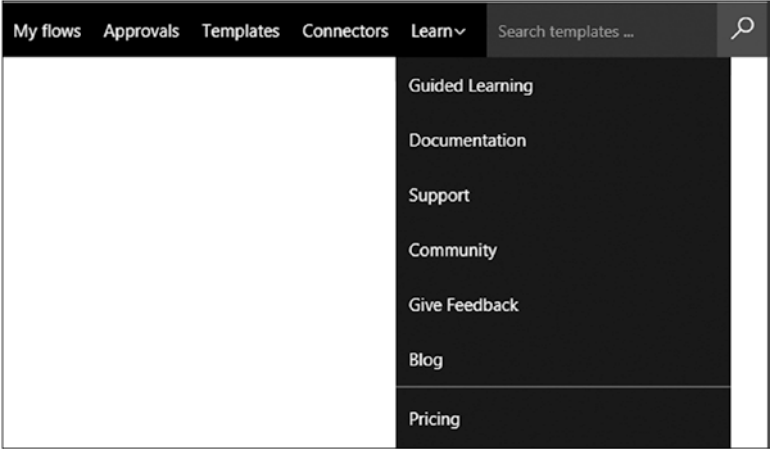 My flows Approvals Templates Connectors Learn Search templates ...
Guided Learning
Documentation
Support
Community
Give Feedback
Blog
Pricing